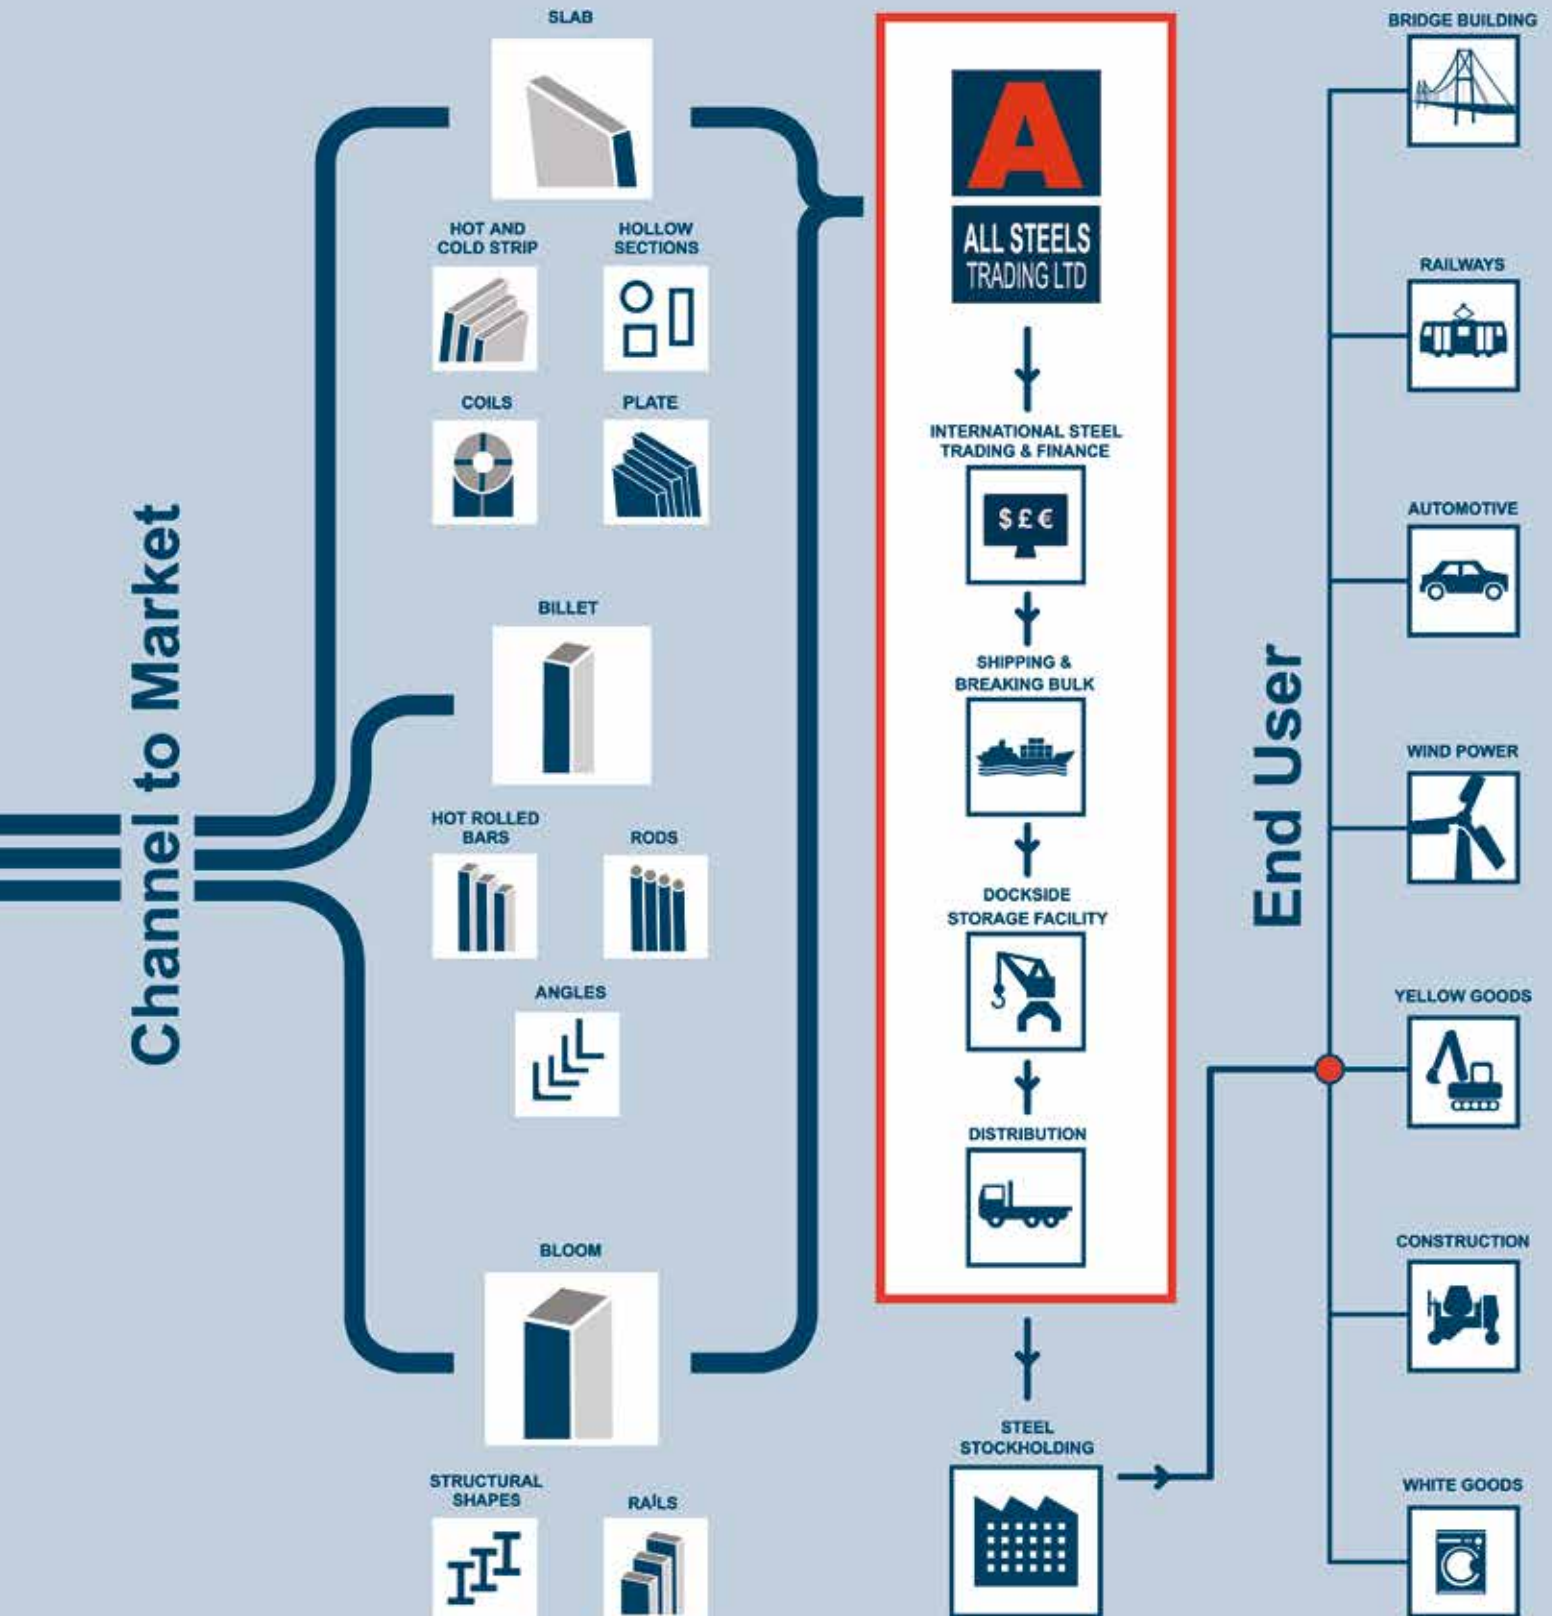 Channel to Market
SLAB
HOT AND
COLD STRIP
HOLLOW
SECTIONS
COILS
PLATE
BILLET
HOT ROLLED
BARS
RODS
ANGLES
BLOOM
STRUCTURAL
SHAPES
RAILS
A
ALL STEELS
TRADING LTD
INTERNATIONAL STEEL
TRADING & FINANCE
$£€
SHIPPING &
BREAKING BULK
DOCKSIDE
STORAGE FACILITY
DISTRIBUTION
STEEL
STOCKHOLDING
End User
BRIDGE BUILDING
RAILWAYS
AUTOMOTIVE
WIND POWER
YELLOW GOODS
CONSTRUCTION
WHITE GOODS